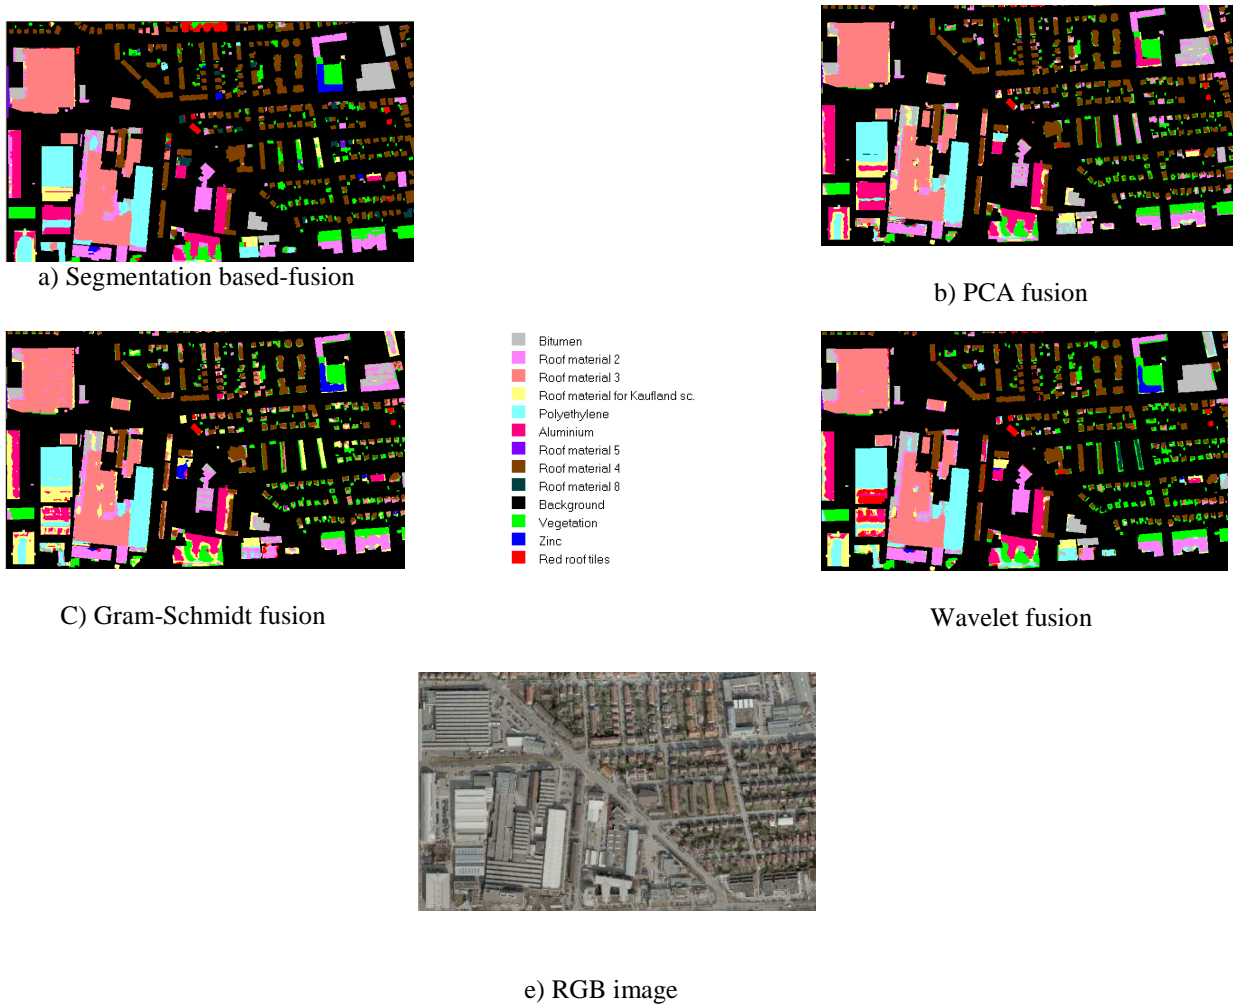 a) Segmentation based-fusion
b) PCA fusion
Bitumen
Roof material 2
Roof material 3
Roof material for Kaufland sc.
Polyethylene
Aluminium
Roof material 5
Roof material 4
Roof material 8
Background
Vegetation
Zinc
Red roof tiles
C) Gram-Schmidt fusion
Wavelet fusion
e) RGB image